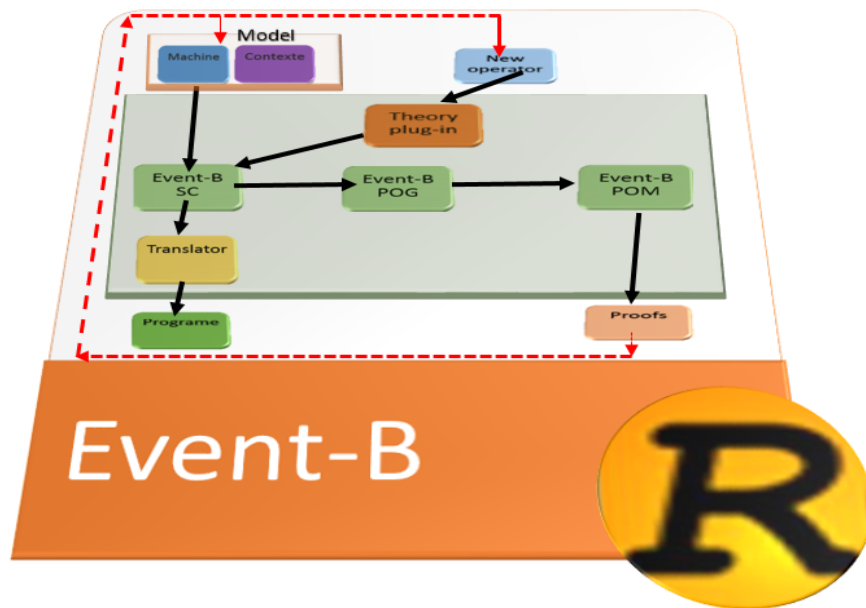 Model
Machine
Contexte
New
operator
Theory
plug-in
Event-B
SC
Event-B
POG
Event-B
POM
Translator
Programe
Proofs
Event-B
R